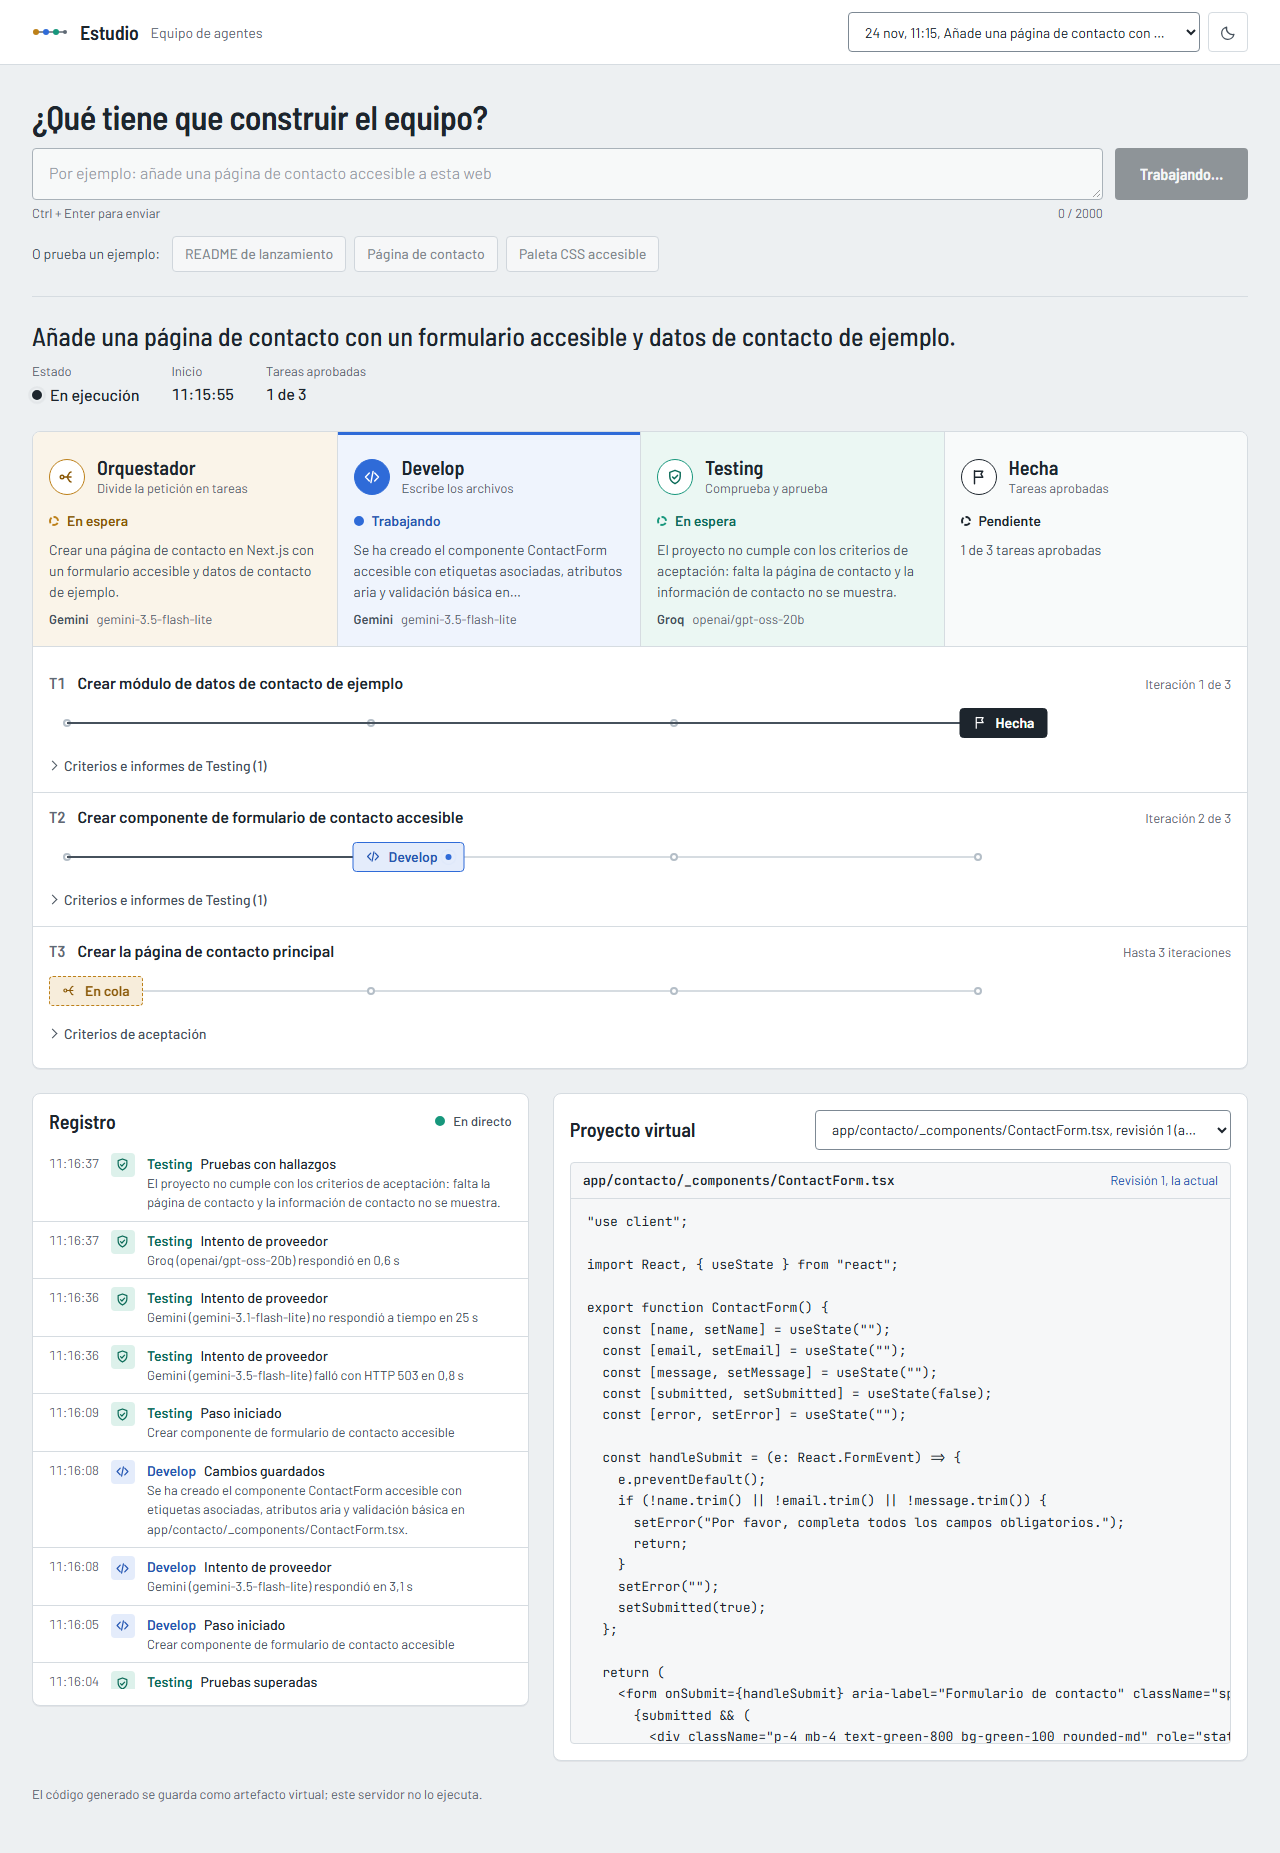 Estudio Equipo de agentes
24 nov, 11:15, Añade una página de contacto con ...
¿Qué tiene que construir el equipo?
Por ejemplo: añade una página de contacto accesible a esta web
Trabajando...
Ctrl + Enter para enviar
0 / 2000
O prueba un ejemplo:
README de lanzamiento
Página de contacto
Paleta CSS accesible
Añade una página de contacto con un formulario accesible y datos de contacto de ejemplo.
Estado
En ejecución
Inicio
11:15:55
Tareas aprobadas
1 de 3
Orquestador
Divide la petición en tareas
En espera
Crear una página de contacto en Next.js con
un formulario accesible y datos de contacto
de ejemplo.
Gemini gemini-3.5-flash-lite
Develop
Escribe los archivos
Trabajando
Se ha creado el componente ContactForm
accesible con etiquetas asociadas, atributos
aria y validación básica en...
Gemini gemini-3.5-flash-lite
Testing
Comprueba y aprueba
En espera
El proyecto no cumple con los criterios de
aceptación: falta la página de contacto y la
información de contacto no se muestra.
Groq openai/gpt-oss-20b
Hecha
Tareas aprobadas
Pendiente
1 de 3 tareas aprobadas
T1 Crear módulo de datos de contacto de ejemplo
Iteración 1 de 3
Hecha
Criterios e informes de Testing (1)
T2 Crear componente de formulario de contacto accesible
Iteración 2 de 3
Develop
Criterios e informes de Testing (1)
T3 Crear la página de contacto principal
Hasta 3 iteraciones
En cola
Criterios de aceptación
Registro
En directo
11:16:37 Testing Pruebas con hallazgos
El proyecto no cumple con los criterios de aceptación: falta la
página de contacto y la información de contacto no se muestra.
11:16:37 Testing Intento de proveedor
Groq (openai/gpt-oss-20b) respondió en 0,6 s
11:16:36 Testing Intento de proveedor
Gemini (gemini-3.1-flash-lite) no respondió a tiempo en 25 s
11:16:36 Testing Intento de proveedor
Gemini (gemini-3.5-flash-lite) falló con HTTP 503 en 0,8 s
11:16:09 Testing Paso iniciado
Crear componente de formulario de contacto accesible
11:16:08 Develop Cambios guardados
Se ha creado el componente ContactForm accesible con
etiquetas asociadas, atributos aria y validación básica en
app/contacto/_components/ContactForm.tsx.
11:16:08 Develop Intento de proveedor
Gemini (gemini-3.5-flash-lite) respondió en 3,1 s
11:16:05 Develop Paso iniciado
Crear componente de formulario de contacto accesible
11:16:04 Testing Pruebas superadas
Proyecto virtual
app/contacto/_components/ContactForm.tsx, revisión 1 (a...
app/contacto/_components/ContactForm.tsx
Revisión 1, la actual
"use client";
import React, { useState } from "react";
export function ContactForm() {
const [name, setName] = useState("");
const [email, setEmail] = useState("");
const [message, setMessage] = useState("");
const [submitted, setSubmitted] = useState(false);
const [error, setError] = useState("");
const handleSubmit = (e: React.FormEvent) => {
e.preventDefault();
if (!name.trim() || !email.trim() || !message.trim()) {
setError("Por favor, completa todos los campos obligatorios.");
return;
}
setError("");
setSubmitted(true);
};
return (
<form onSubmit={handleSubmit} aria-label="Formulario de contacto" className="sp
{submitted && (
<div className="p-4 mb-4 text-green-800 bg-green-100 rounded-md" role="stat
El código generado se guarda como artefacto virtual; este servidor no lo ejecuta.